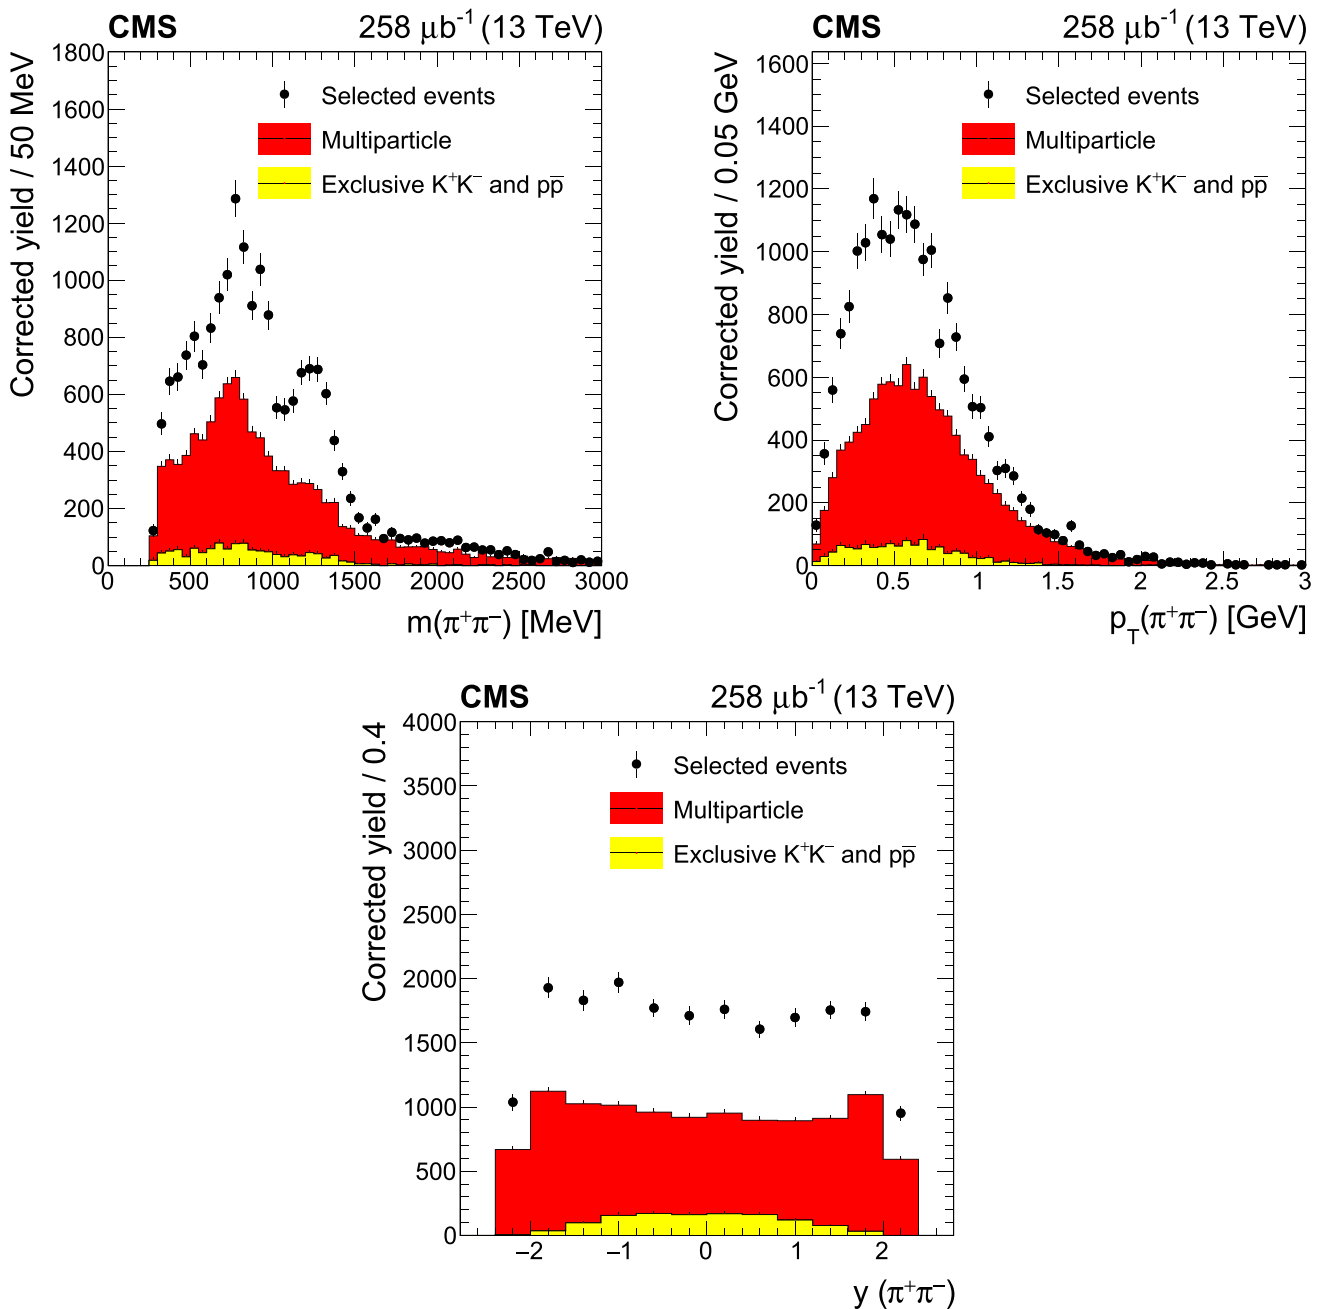 CMS 258 μb⁻¹ (13 TeV)
Corrected yield / 50 MeV
1800
1600
1400
1200
1000
800
600
400
200
0
Selected events
Multiparticle
Exclusive K⁺K⁻ and pp̅
0 500 1000 1500 2000 2500 3000
m(π⁺π⁻) [MeV]
CMS 258 μb⁻¹ (13 TeV)
Corrected yield / 0.05 GeV
1600
1400
1200
1000
800
600
400
200
0
Selected events
Multiparticle
Exclusive K⁺K⁻ and pp̅
0 0.5 1 1.5 2 2.5 3
p_T(π⁺π⁻) [GeV]
CMS 258 μb⁻¹ (13 TeV)
Corrected yield / 0.4
4000
3500
3000
2500
2000
1500
1000
500
0
Selected events
Multiparticle
Exclusive K⁺K⁻ and pp̅
−2 −1 0 1 2
y (π⁺π⁻)